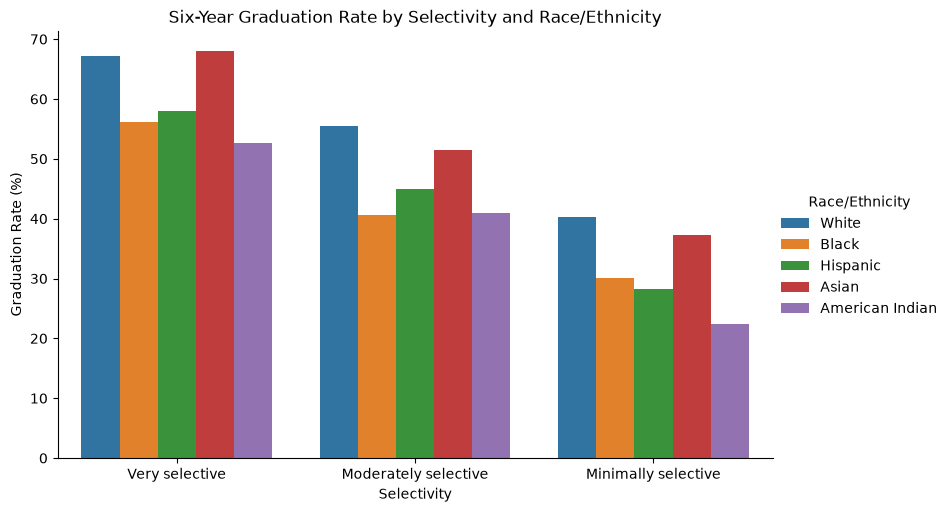 Six-Year Graduation Rate by Selectivity and Race/Ethnicity
Graduation Rate (%)
70
60
50
40
30
20
10
0
Very selective
Moderately selective
Minimally selective
Selectivity
Race/Ethnicity
White
Black
Hispanic
Asian
American Indian